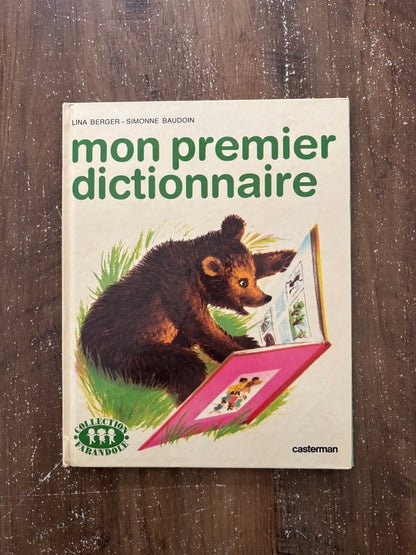 LINA BERGER - SIMONNE BAUDOIN
mon premier
dictionnaire
COLLECTION
FARANDOLE
casterman